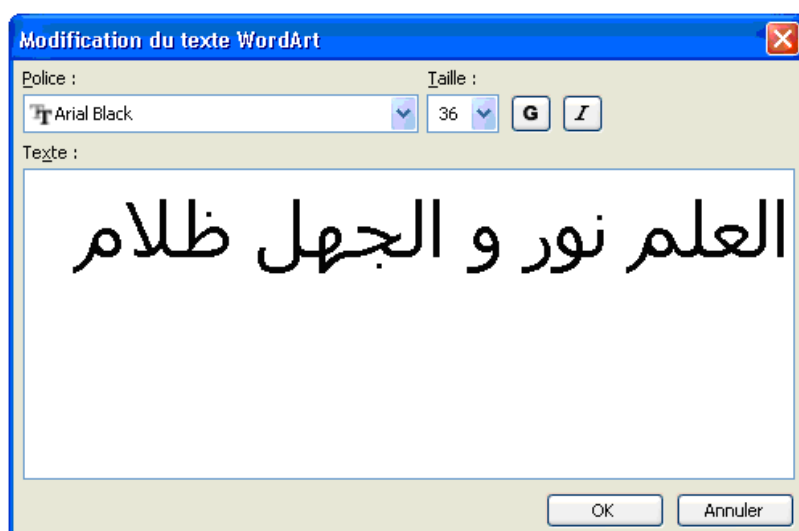 Modification du texte WordArt
Police :
Taille :
Arial Black
36
G
I
Texte :
العلم نور و الجهل ظلام
OK
Annuler